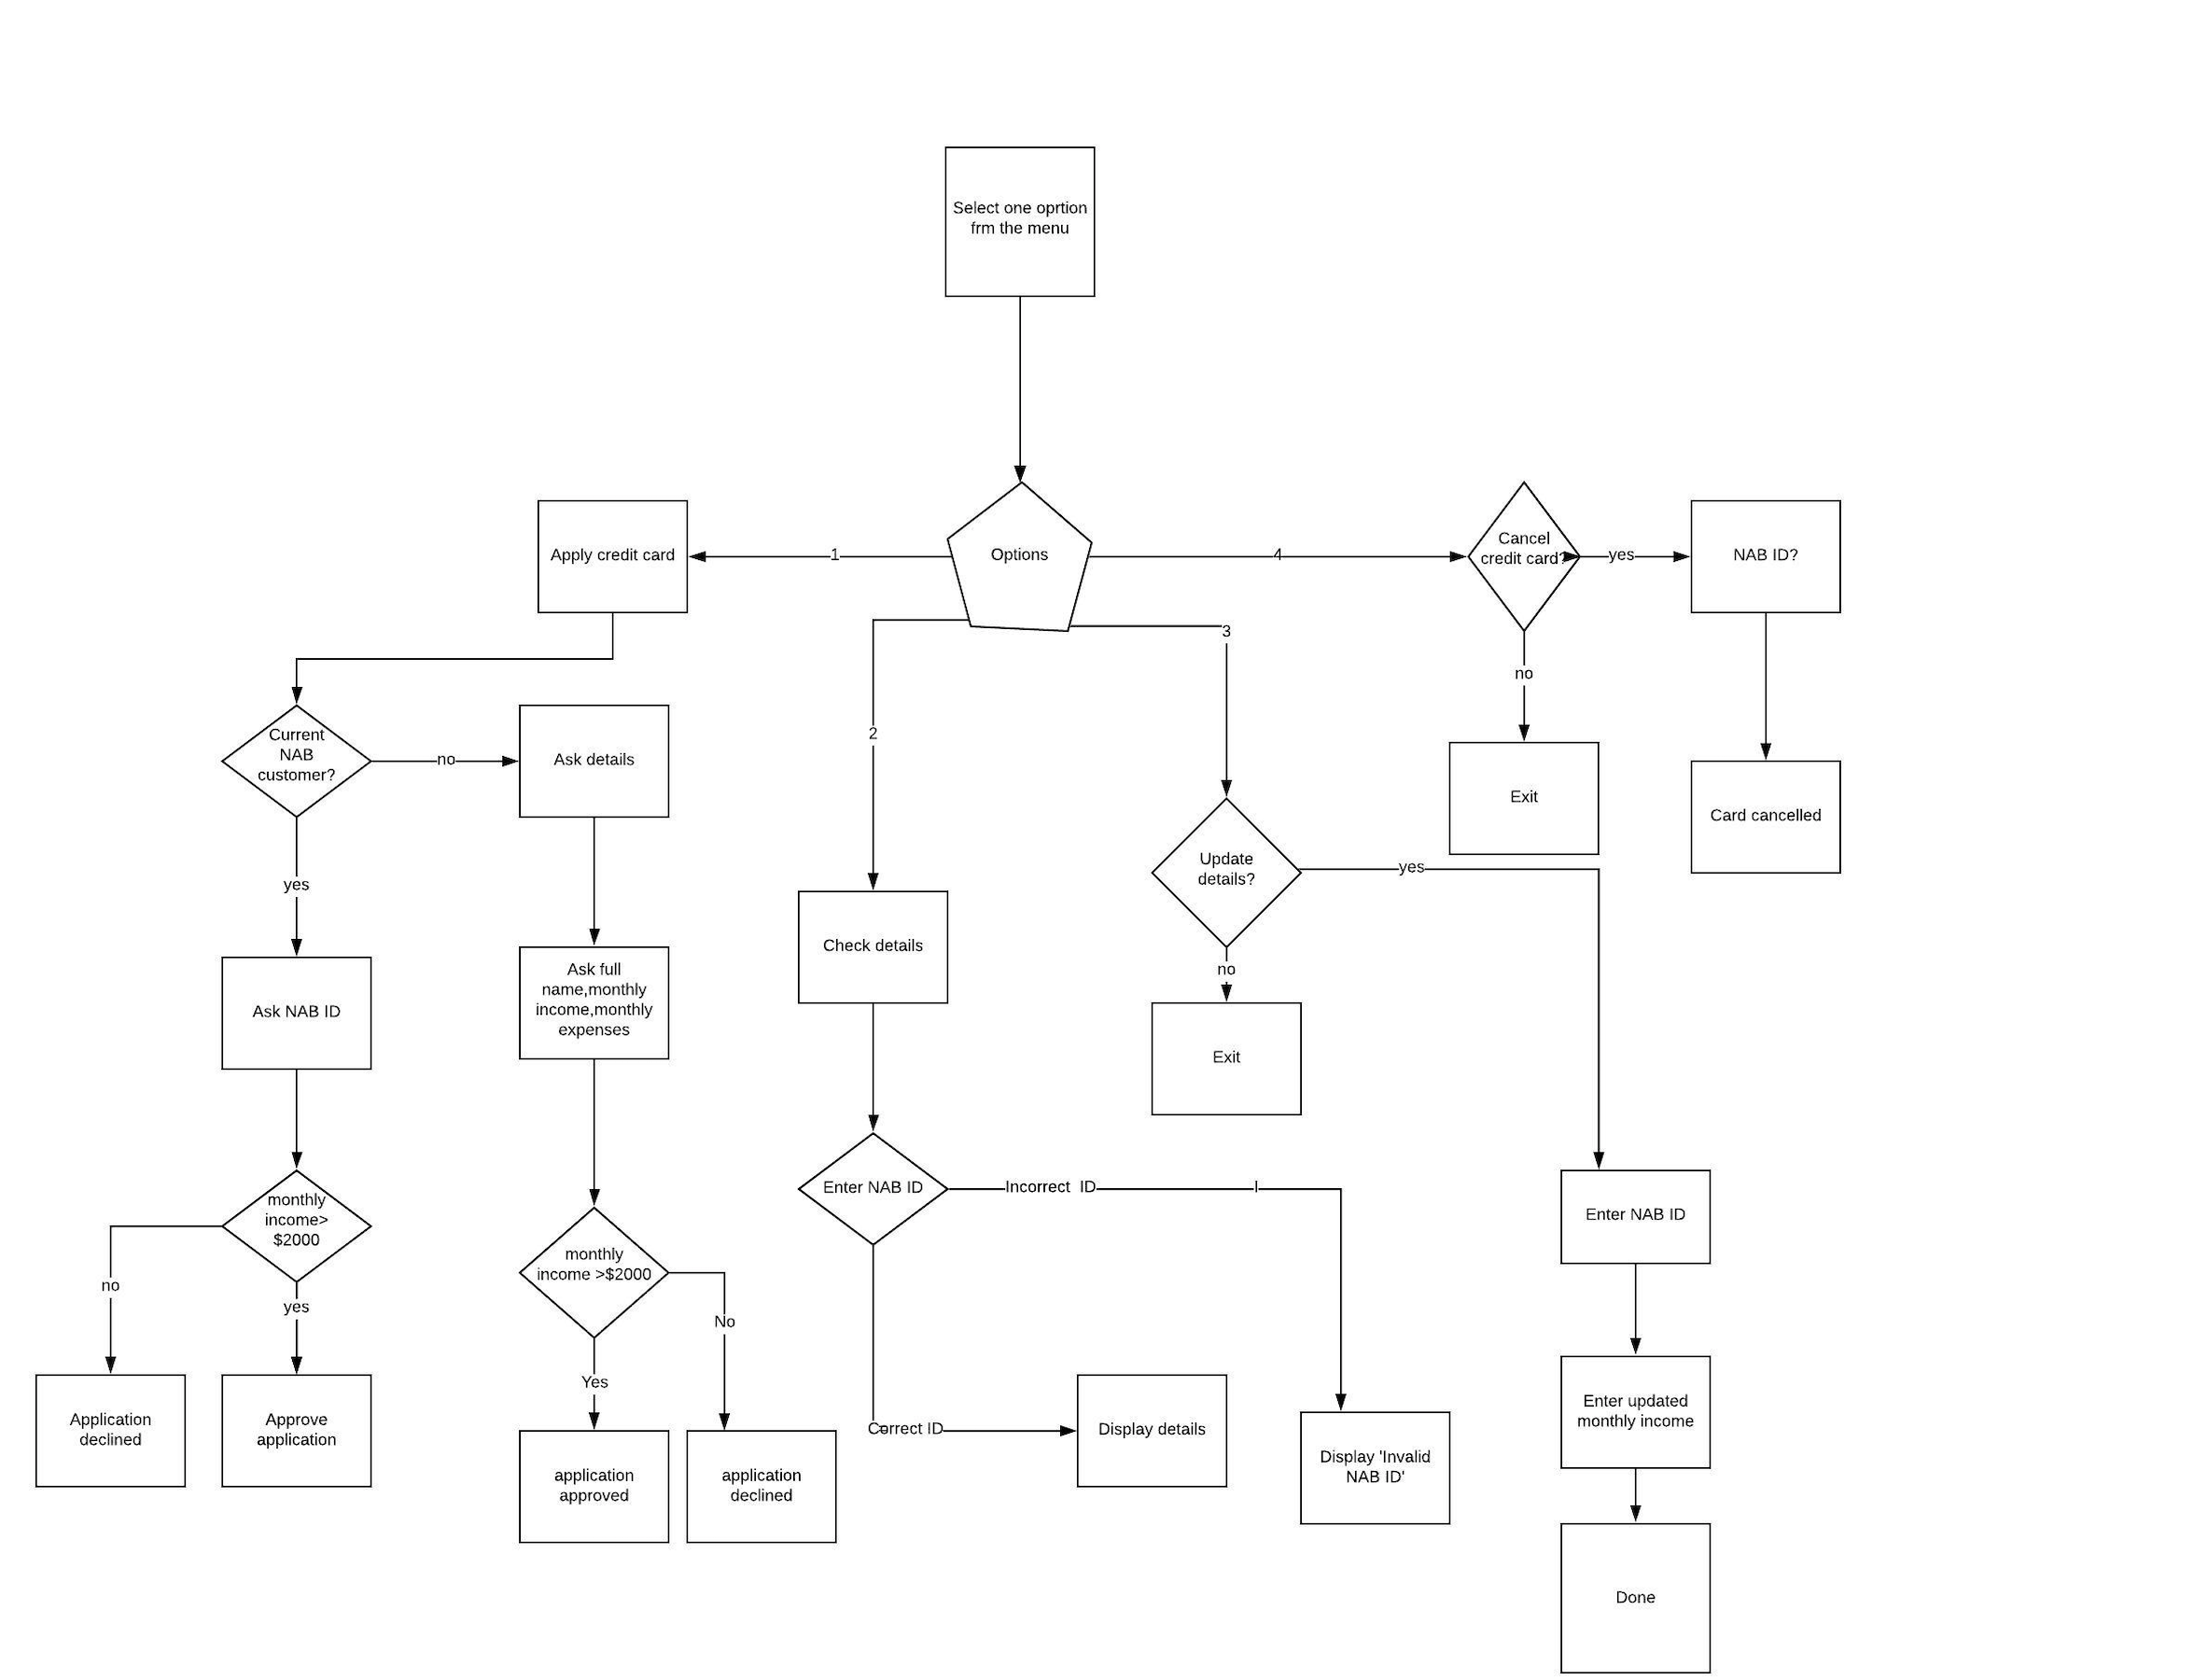 Select one oprtion
frm the menu
Apply credit card
1
Options
4
Cancel
credit card?
yes
NAB ID?
3
no
2
Current
NAB
customer?
no
Ask details
Exit
Card cancelled
yes
Update
details?
yes
Check details
no
Ask NAB ID
Ask full
name,monthly
income,monthly
expenses
Exit
Enter NAB ID
Incorrect  ID
I
monthly
income>
$2000
Enter NAB ID
monthly
income >$2000
no
yes
No
Yes
Application
declined
Approve
application
Correct ID
Display details
Enter updated
monthly income
Display 'Invalid
NAB ID'
application
approved
application
declined
Done